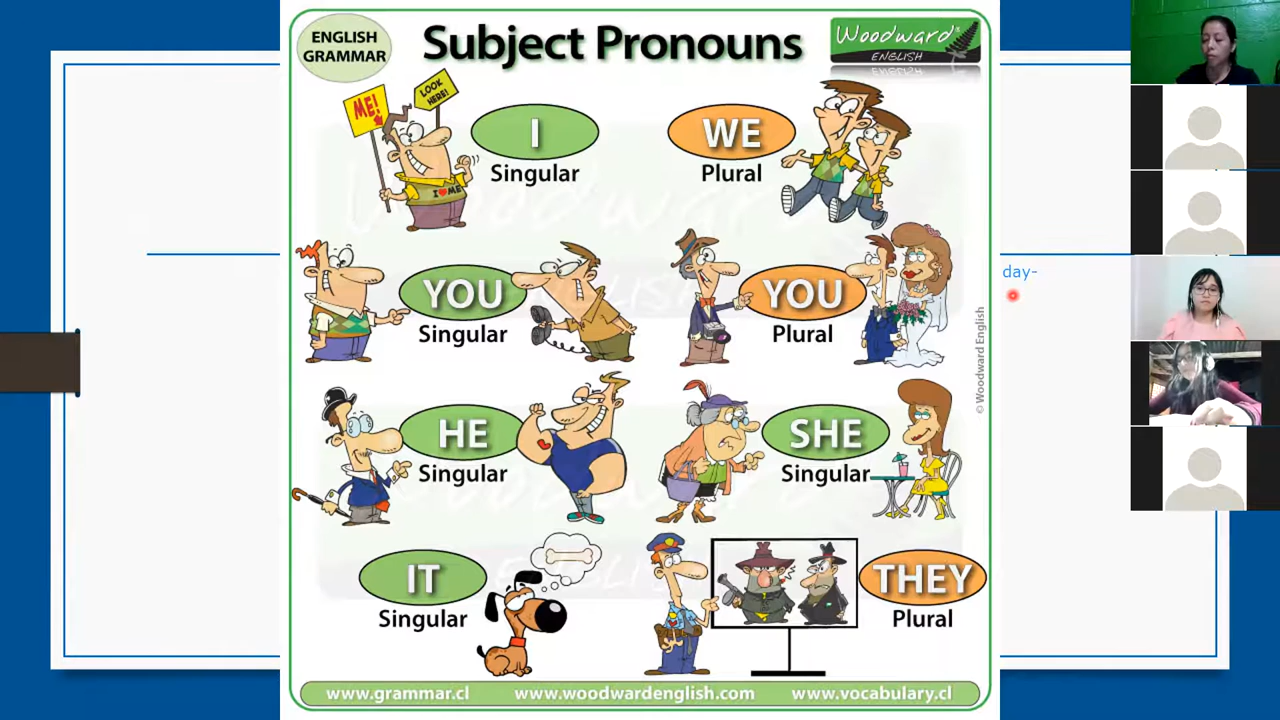 ENGLISH
GRAMMAR
Subject Pronouns
Woodward®
ENGLISH
ME!
LOOK
HERE!
I ♥ ME
I
Singular
WE
Plural
YOU
Singular
YOU
Plural
day-
HE
Singular
SHE
Singular
IT
Singular
THEY
Plural
© Woodward English
www.grammar.cl www.woodwardenglish.com www.vocabulary.cl